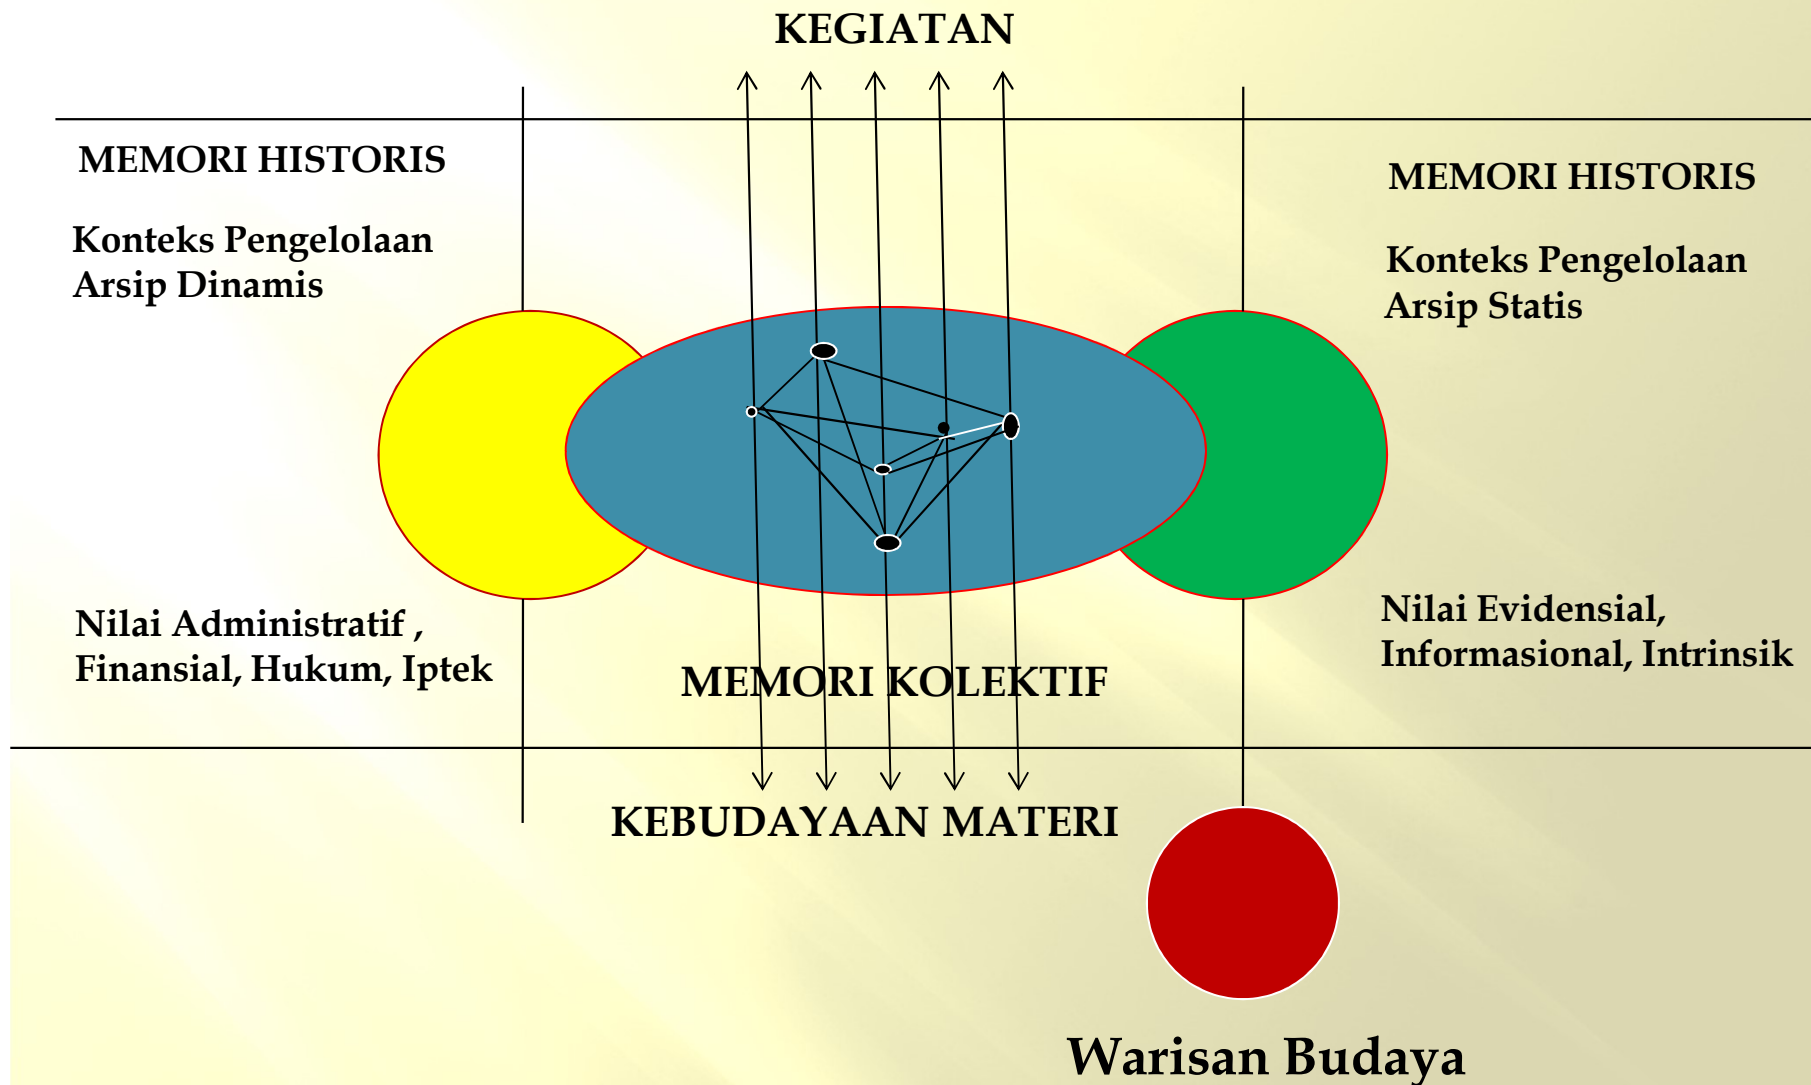 KEGIATAN
MEMORI HISTORIS
Konteks Pengelolaan
Arsip Dinamis
MEMORI HISTORIS
Konteks Pengelolaan
Arsip Statis
Nilai Administratif ,
Finansial, Hukum, Iptek
Nilai Evidensial,
Informasional, Intrinsik
MEMORI KOLEKTIF
KEBUDAYAAN MATERI
Warisan Budaya